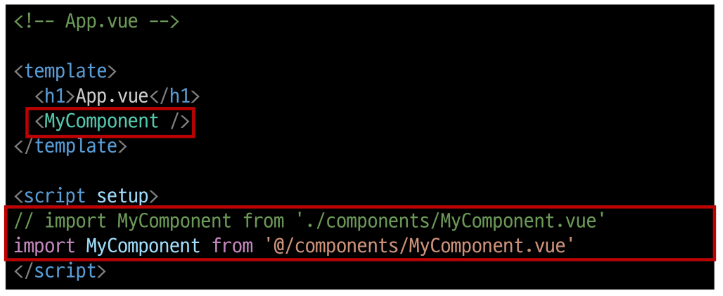 <!-- App.vue -->
<template>
<h1>App.vue</h1>
<MyComponent />
</template>
<script setup>
// import MyComponent from './components/MyComponent.vue'
import MyComponent from '@/components/MyComponent.vue'
</script>